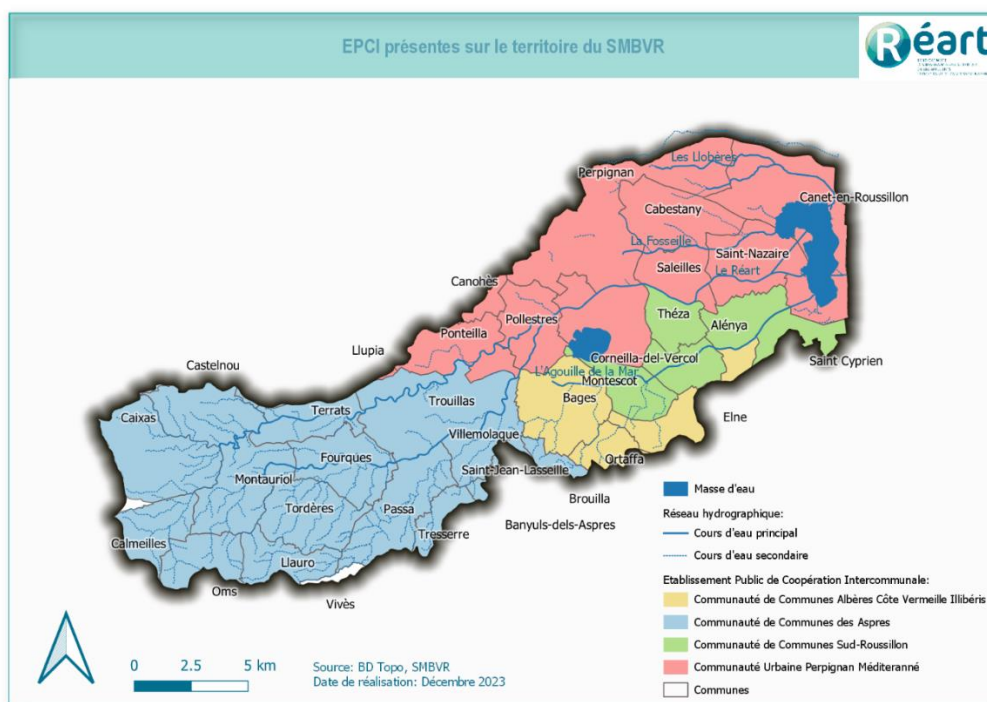 EPCI présentes sur le territoire du SMBVR
Réart
Les Llobères
Perpignan
Canet-en-Roussillon
Cabestany
La Fosseille
Saint-Nazaire
Saleilles
Le Réart
Canohès
Théza
Pollestres
Alénya
Ponteilla
Llupia
Corneilla-del-Vercol
Saint Cyprien
Castelnou
L'Agouille de la Mar
Montescot
Bages
Trouillas
Caixas
Terrats
Elne
Villemolaque
Fourques
Ortaffa
Saint-Jean-Lasseille
Montauriol
Brouilla
Tordères
Passa
Banyuls-dels-Aspres
Tresserre
Calmeilles
Llauro
Oms
Vivès
Masse d'eau
Réseau hydrographique:
Cours d'eau principal
Cours d'eau secondaire
Etablissement Public de Coopération Intercommunale:
Communauté de Communes Albères Côte Vermeille Illibéris
Communauté de Communes des Aspres
Communauté de Communes Sud-Roussillon
Communauté Urbaine Perpignan Méditeranné
Communes
0 2.5 5 km
Source: BD Topo, SMBVR
Date de réalisation: Décembre 2023